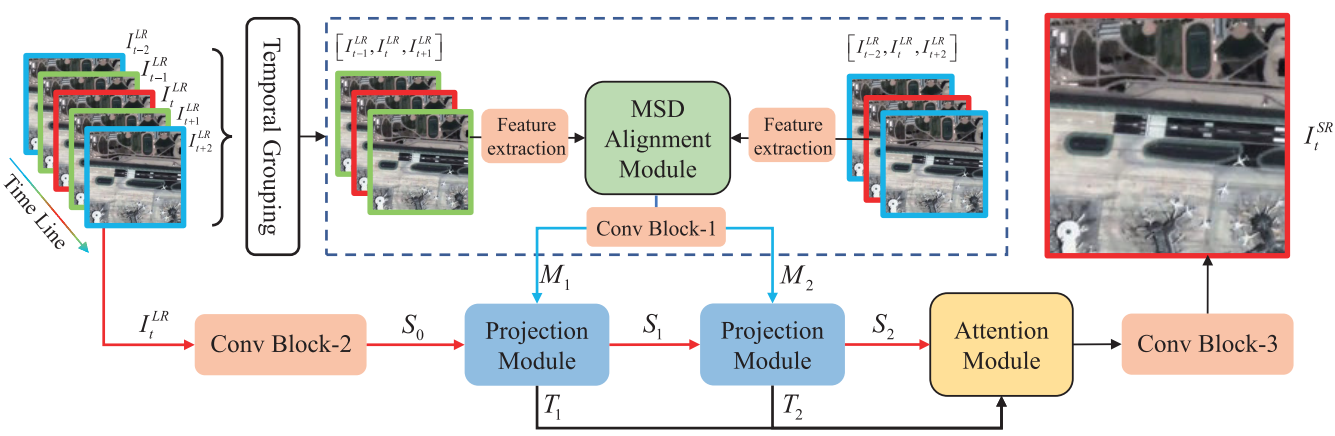 I_{t-2}^{LR}
I_{t-1}^{LR}
I_{t}^{LR}
I_{t+1}^{LR}
I_{t+2}^{LR}
Time Line
Temporal Grouping
[I_{t-1}^{LR}, I_{t}^{LR}, I_{t+1}^{LR}]
Feature
extraction
MSD
Alignment
Module
Feature
extraction
[I_{t-2}^{LR}, I_{t}^{LR}, I_{t+2}^{LR}]
Conv Block-1
M_1
M_2
I_{t}^{SR}
I_{t}^{LR}
Conv Block-2
S_0
Projection
Module
S_1
Projection
Module
S_2
Attention
Module
Conv Block-3
T_1
T_2